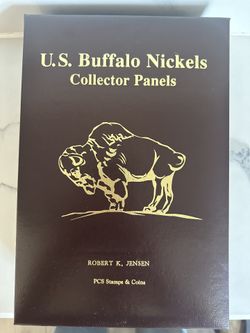 U.S. Buffalo Nickels
Collector Panels
ROBERT K. JENSEN
PCS Stamps & Coins